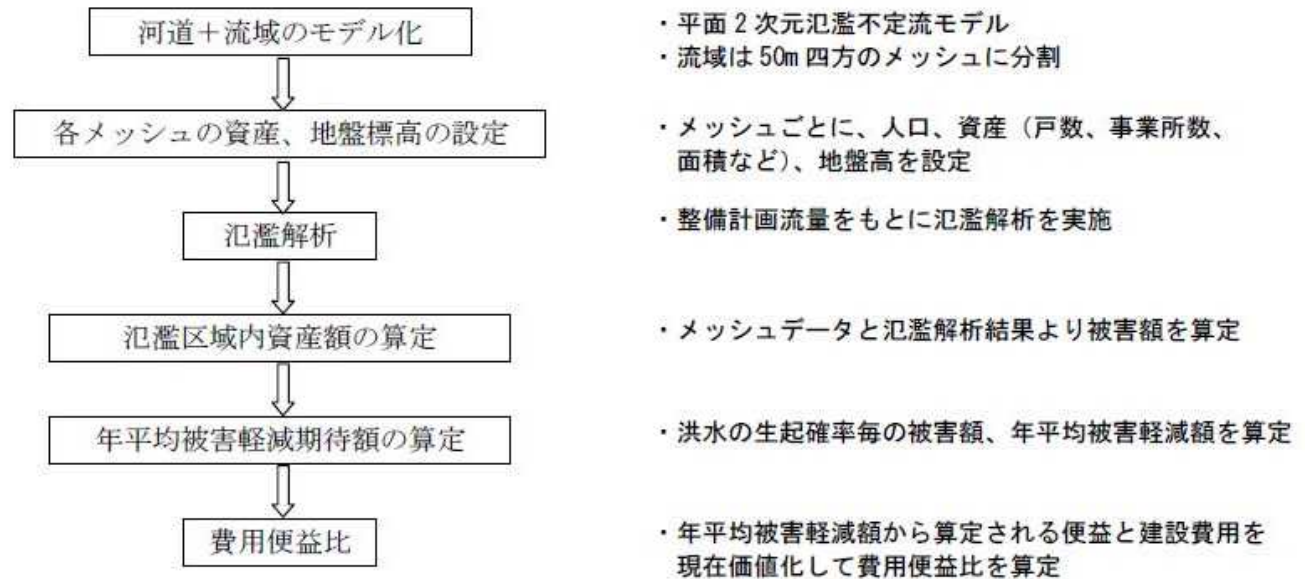 河道＋流域のモデル化
・平面2次元氾濫不定流モデル
・流域は50m四方のメッシュに分割
各メッシュの資産、地盤標高の設定
・メッシュごとに、人口、資産（戸数、事業所数、
面積など）、地盤高を設定
氾濫解析
・整備計画流量をもとに氾濫解析を実施
氾濫区域内資産額の算定
・メッシュデータと氾濫解析結果より被害額を算定
年平均被害軽減期待額の算定
・洪水の生起確率毎の被害額、年平均被害軽減額を算定
費用便益比
・年平均被害軽減額から算定される便益と建設費用を
現在価値化して費用便益比を算定